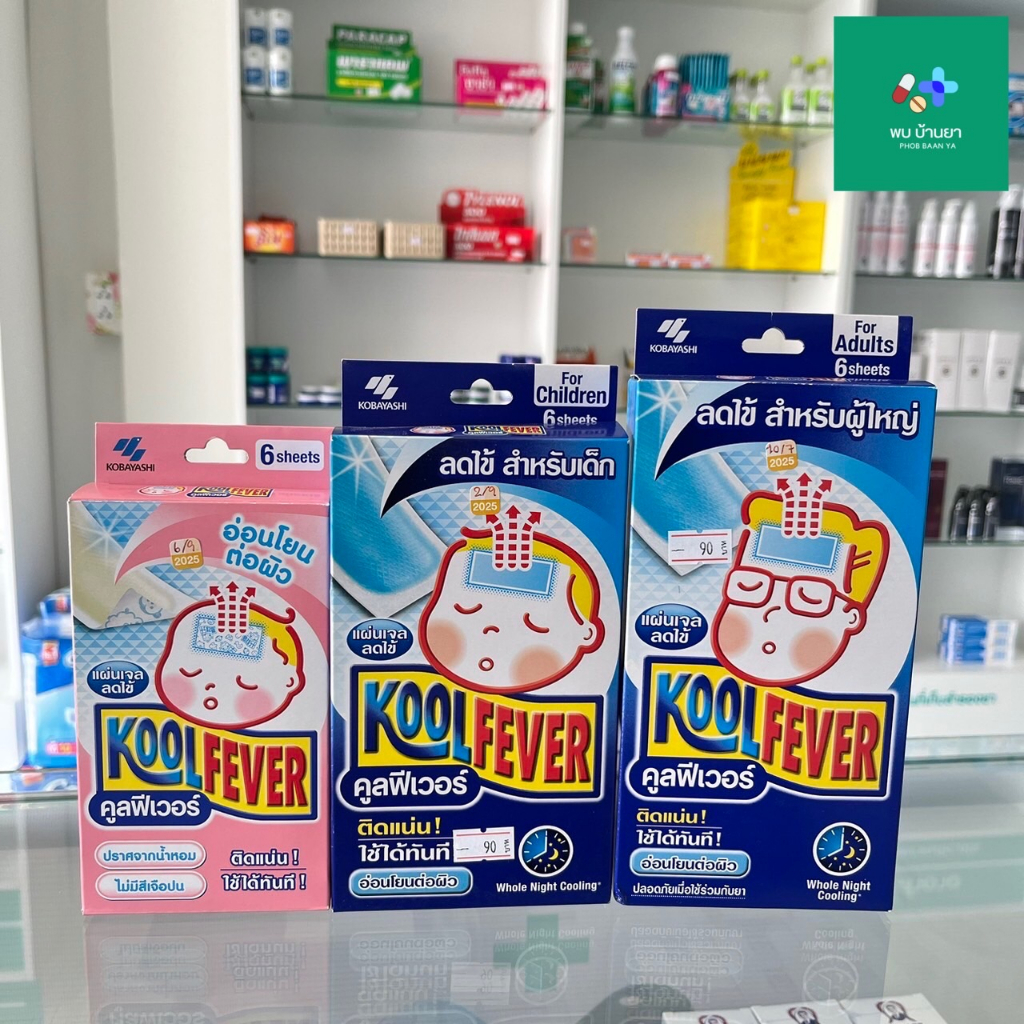 พบ บ้านยา
PHOB BAAN YA
PARACAP
KOBAYASHI
6 sheets
KOOLFEVER
อ่อนโยน
ต่อผิว
6/9
2025
แผ่นเจล
ลดไข้
KOOLFEVER
คูลฟีเวอร์
ปราศจากน้ำหอม
ไม่มีสีเจือปน
ติดแน่น !
ใช้ได้ทันที !
KOBAYASHI
For
Children
6 sheets
KOOLFEVER
ลดไข้ สำหรับเด็ก
2/9
2025
แผ่นเจล
ลดไข้
KOOLFEVER
คูลฟีเวอร์
ติดแน่น !
ใช้ได้ทันที
90 บาท
อ่อนโยนต่อผิว
Whole Night Cooling*
KOBAYASHI
For
Adults
6 sheets
ลดไข้ สำหรับผู้ใหญ่
10/7
2025
90 บาท
แผ่นเจล
ลดไข้
KOOLFEVER
คูลฟีเวอร์
ติดแน่น !
ใช้ได้ทันที !
อ่อนโยนต่อผิว
ปลอดภัยเมื่อใช้ร่วมกับยา
Whole Night
Cooling*